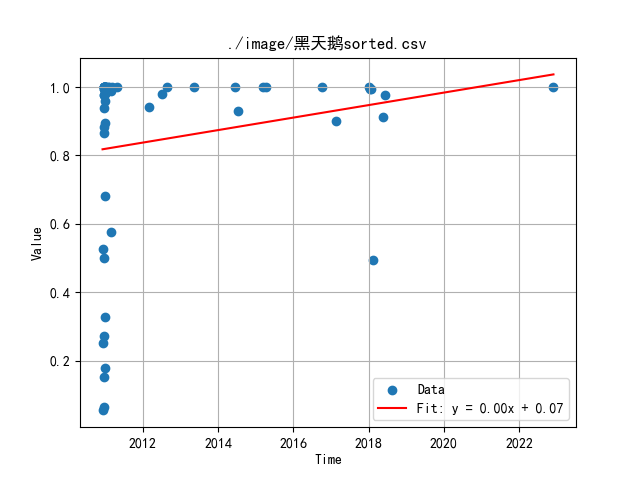 ./image/黑天鹅sorted.csv
1.0
0.8
0.6
0.4
0.2
Value
2012 2014 2016 2018 2020 2022
Time
Data
Fit: y = 0.00x + 0.07